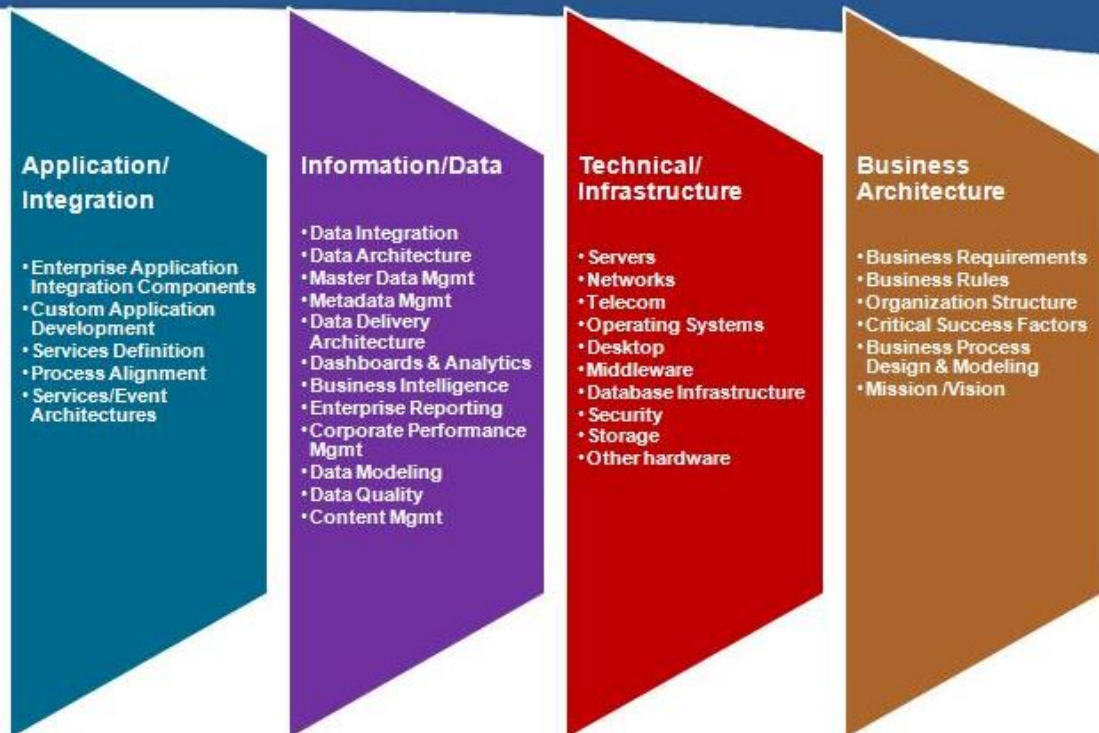 Application/
Integration
• Enterprise Application
Integration Components
• Custom Application
Development
• Services Definition
• Process Alignment
• Services/Event
Architectures
Information/Data
• Data Integration
• Data Architecture
• Master Data Mgmt
• Metadata Mgmt
• Data Delivery
Architecture
• Dashboards & Analytics
• Business Intelligence
• Enterprise Reporting
• Corporate Performance
Mgmt
• Data Modeling
• Data Quality
• Content Mgmt
Technical/
Infrastructure
• Servers
• Networks
• Telecom
• Operating Systems
• Desktop
• Middleware
• Database Infrastructure
• Security
• Storage
• Other hardware
Business
Architecture
• Business Requirements
• Business Rules
• Organization Structure
• Critical Success Factors
• Business Process
Design & Modeling
• Mission /Vision